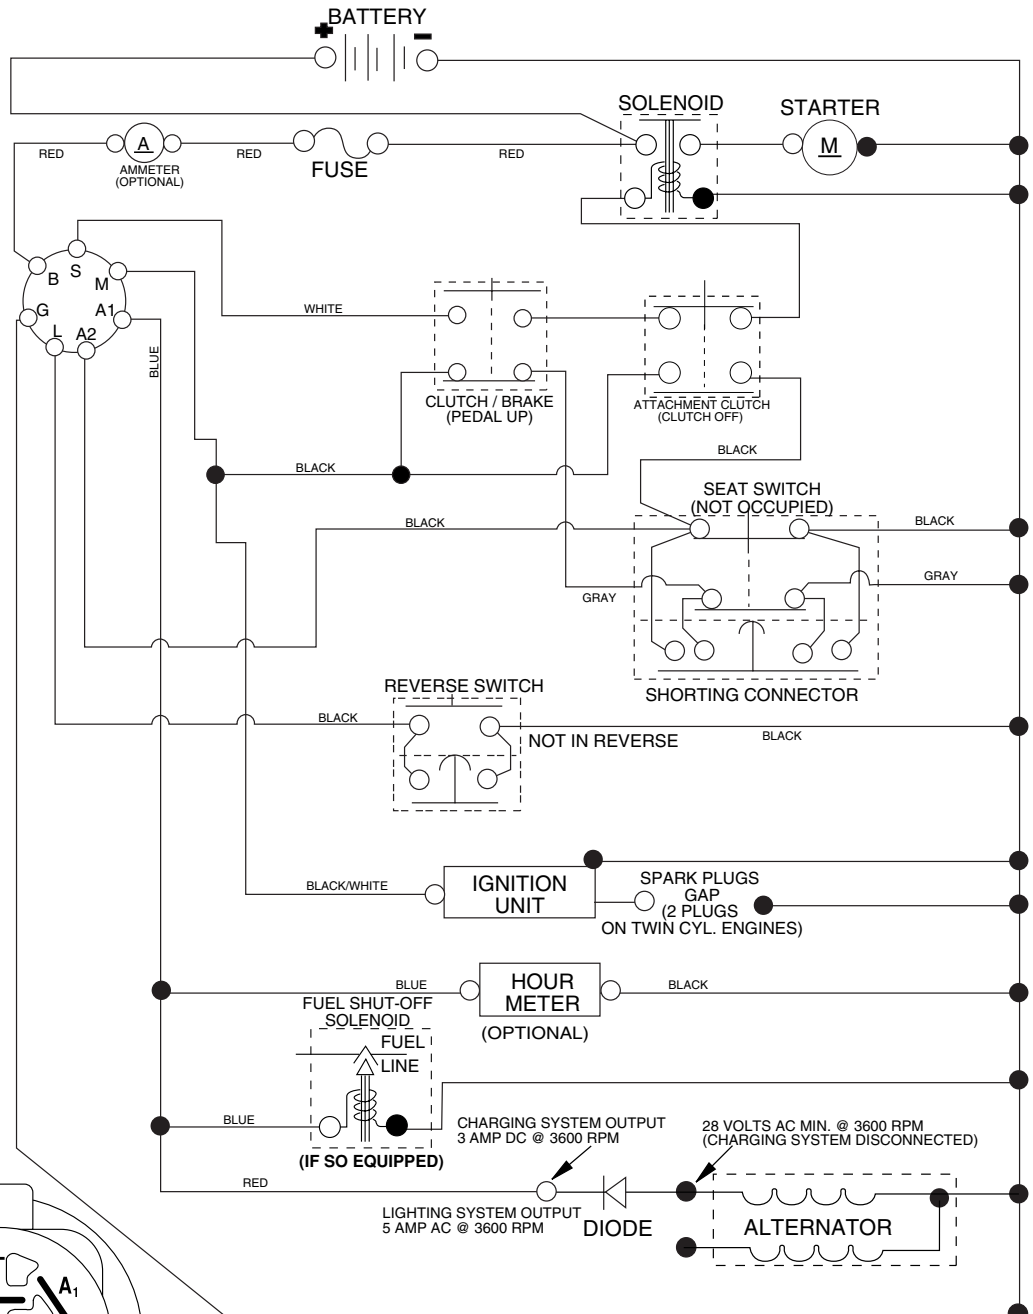 BATTERY
SOLENOID
STARTER
RED
A
RED
RED
M
AMMETER
(OPTIONAL)
FUSE
B
S
M
G
A1
L
A2
WHITE
BLUE
CLUTCH / BRAKE
(PEDAL UP)
ATTACHMENT CLUTCH
(CLUTCH OFF)
BLACK
BLACK
SEAT SWITCH
(NOT OCCUPIED)
BLACK
BLACK
GRAY
GRAY
SHORTING CONNECTOR
REVERSE SWITCH
BLACK
NOT IN REVERSE
BLACK
BLACK/WHITE
IGNITION
UNIT
SPARK PLUGS
GAP
(2 PLUGS
ON TWIN CYL. ENGINES)
BLUE
HOUR
METER
BLACK
(OPTIONAL)
FUEL SHUT-OFF
SOLENOID
FUEL
LINE
BLUE
(IF SO EQUIPPED)
CHARGING SYSTEM OUTPUT
3 AMP DC @ 3600 RPM
28 VOLTS AC MIN. @ 3600 RPM
(CHARGING SYSTEM DISCONNECTED)
RED
LIGHTING SYSTEM OUTPUT
5 AMP AC @ 3600 RPM
DIODE
ALTERNATOR
A1